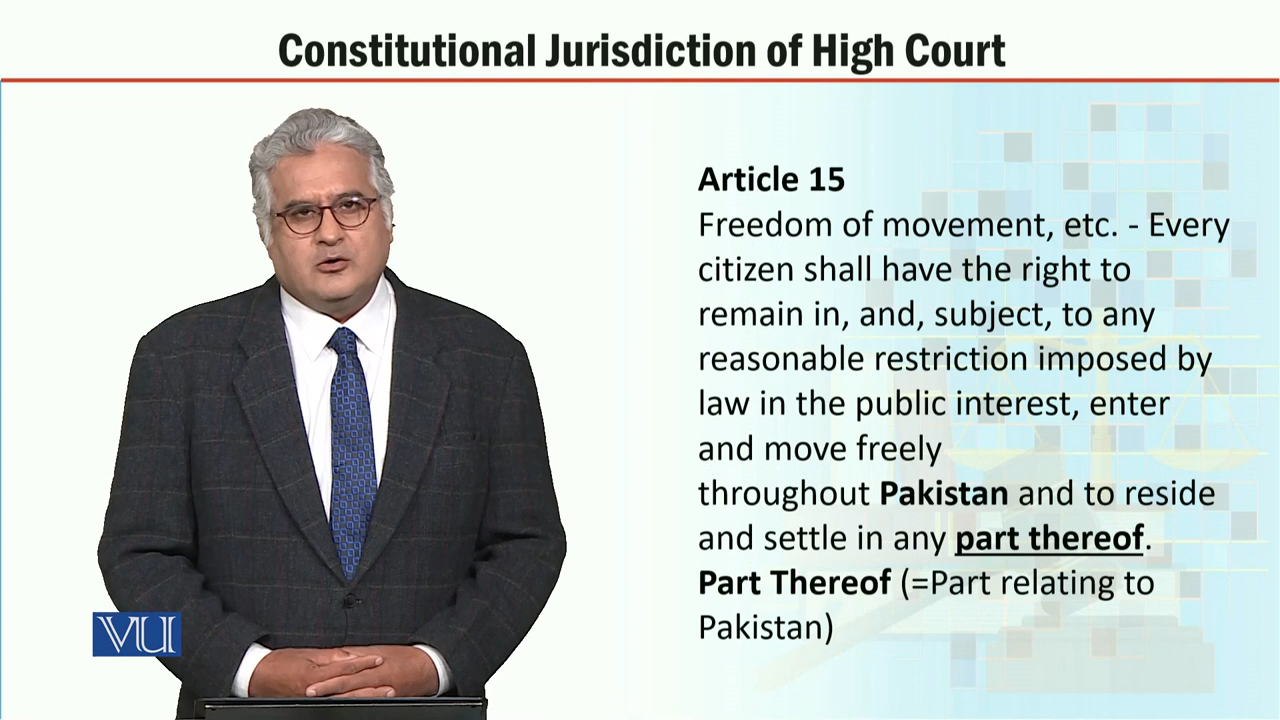 Constitutional Jurisdiction of High Court
Article 15
Freedom of movement, etc. - Every
citizen shall have the right to
remain in, and, subject, to any
reasonable restriction imposed by
law in the public interest, enter
and move freely
throughout Pakistan and to reside
and settle in any part thereof.
Part Thereof (=Part relating to
Pakistan)
VU